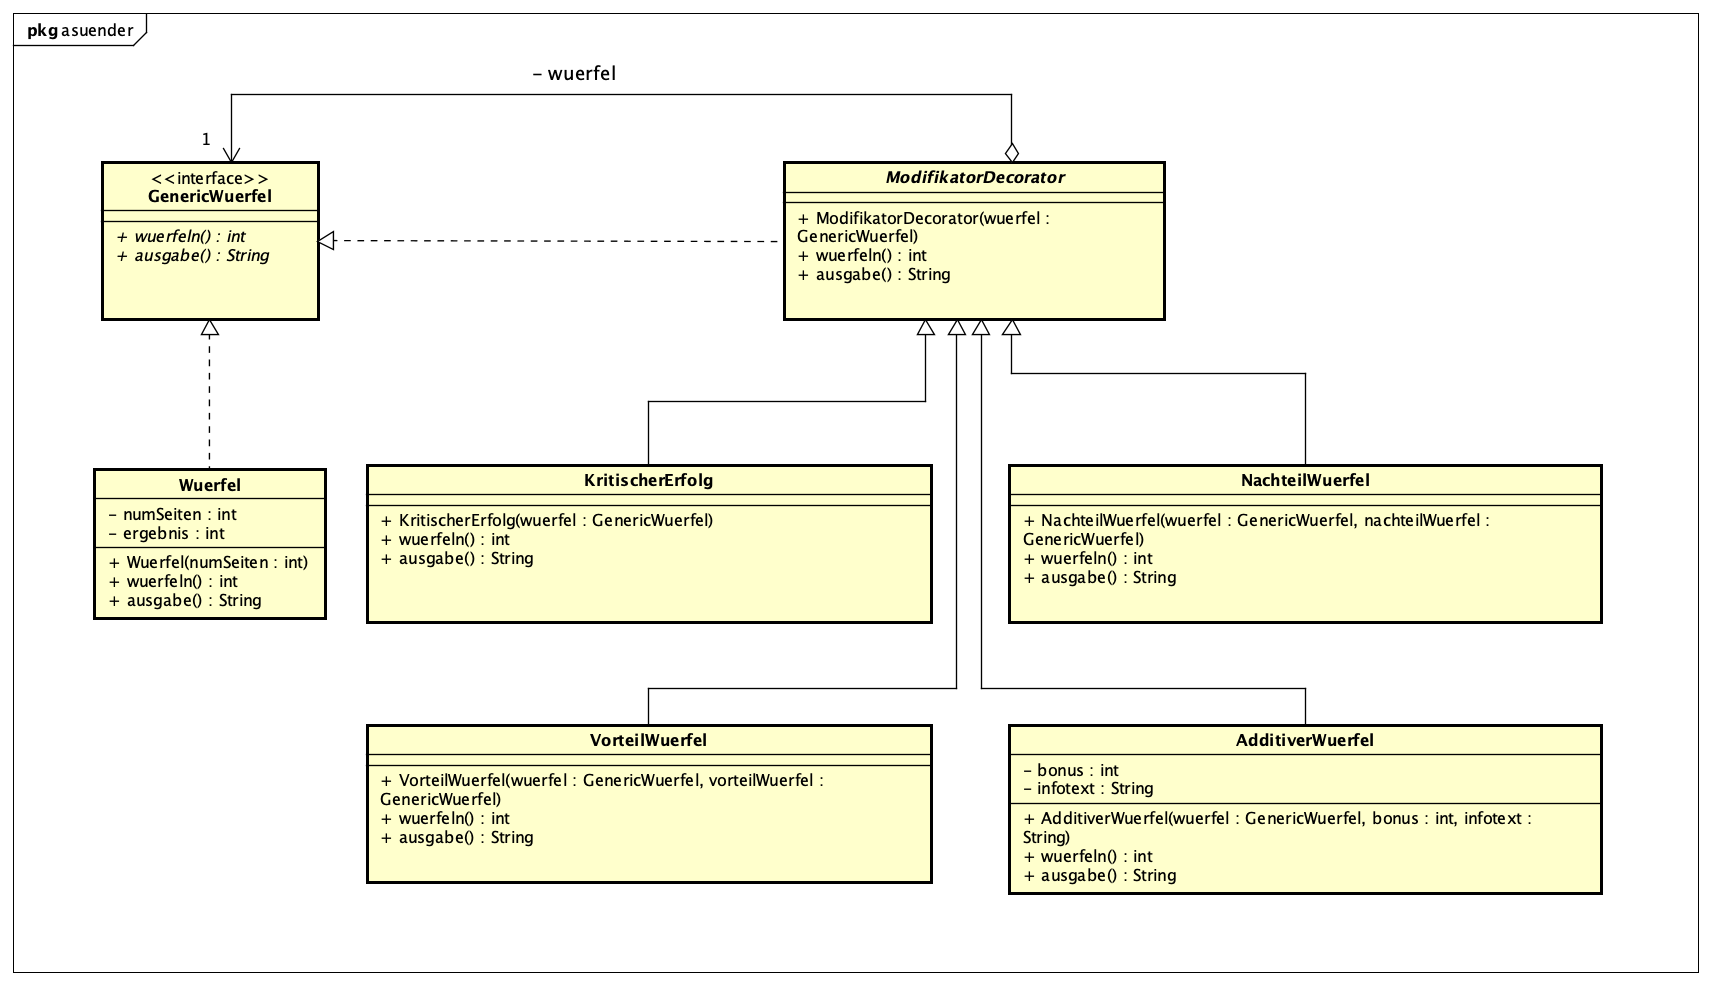 pkg asuender
– wuerfel
1
<<interface>>
GenericWuerfel
+ wuerfeln() : int
+ ausgabe() : String
ModifikatorDecorator
+ ModifikatorDecorator(wuerfel :
GenericWuerfel)
+ wuerfeln() : int
+ ausgabe() : String
Wuerfel
– numSeiten : int
– ergebnis : int
+ Wuerfel(numSeiten : int)
+ wuerfeln() : int
+ ausgabe() : String
KritischerErfolg
+ KritischerErfolg(wuerfel : GenericWuerfel)
+ wuerfeln() : int
+ ausgabe() : String
NachteilWuerfel
+ NachteilWuerfel(wuerfel : GenericWuerfel, nachteilWuerfel :
GenericWuerfel)
+ wuerfeln() : int
+ ausgabe() : String
VorteilWuerfel
+ VorteilWuerfel(wuerfel : GenericWuerfel, vorteilWuerfel :
GenericWuerfel)
+ wuerfeln() : int
+ ausgabe() : String
AdditiverWuerfel
– bonus : int
– infotext : String
+ AdditiverWuerfel(wuerfel : GenericWuerfel, bonus : int, infotext :
String)
+ wuerfeln() : int
+ ausgabe() : String